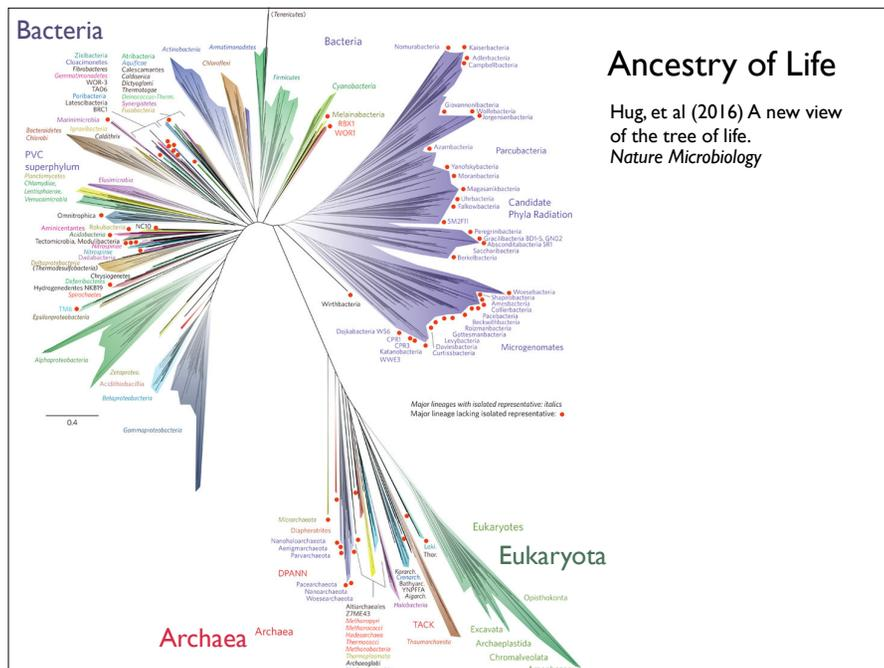 Bacteria
(Tenericutes)
Zixibacteria
Cloacimonetes
Fibrobacteres
Gemmatimonadetes
WOR-3
TA06
Poribacteria
Latescibacteria
BRC1
Atribacteria
Aquificae
Calescamantes
Caldiserica
Dictyoglomi
Thermotogae
Deinococcus-Therm.
Synergistetes
Fusobacteria
Actinobacteria
Armatimonadetes
Chloroflexi
Firmicutes
Bacteria
Cyanobacteria
Melainabacteria
RBX1
WOR1
Marinimicrobia
Ignavibacteria
Bacteroidetes
Chlorobi
Caldithrix
PVC
superphylum
Planctomycetes
Chlamydiae,
Lentisphaerae,
Verrucomicrobia
Elusimicrobia
Omnitrophica
Aminicentantes
Rokubacteria
NC10
Acidobacteria
Tectomicrobia, Modulibacteria
Nitrospinae
Nitrospirae
Dadabacteria
Deltaproteobacteria
(Thermodesulfobacteria)
Chrysiogenetes
Deferribacteres
Hydrogenedentes NKB19
Spirochaetes
TM6
Epsilonproteobacteria
Alphaproteobacteria
Zetaproteo.
Acidithiobacillia
Betaproteobacteria
Gammaproteobacteria
0.4
Nomurabacteria
Kaiserbacteria
Adlerbacteria
Campbellbacteria
Giovannonibacteria
Wolfebacteria
Jorgensenbacteria
Azambacteria
Parcubacteria
Yanofskybacteria
Moranbacteria
Magasanikbacteria
Uhrbacteria
Falkowbacteria
Candidate
Phyla Radiation
SM2F11
Peregrinibacteria
Gracilibacteria BD1-5, GN02
Absconditabacteria SR1
Saccharibacteria
Berkelbacteria
Woesebacteria
Shapirobacteria
Amesbacteria
Collierbacteria
Pacebacteria
Beckwithbacteria
Roizmanbacteria
Gottesmanbacteria
Levybacteria
Daviesbacteria
Curtissbacteria
Microgenomates
Wirthbacteria
Dojkabacteria WS6
CPR1
CPR3
Katanobacteria
WWE3
Major lineages with isolated representative: italics
Major lineage lacking isolated representative:
Micrarchaeota
Diapherotrites
Nanohaloarchaeota
Aenigmarchaeota
Parvarchaeota
DPANN
Pacearchaeota
Nanoarchaeota
Woesearchaeota
Altiarchaeales
Z7ME43
Methanopyri
Methanococci
Hadesarchaea
Thermococci
Methanobacteria
Thermoplasmata
Archaeoglobi
Halobacteria
Korarch.
Crenarch.
Bathyarc.
YNPFFA
Aigarch.
Loki.
Thor.
TACK
Thaumarchaeota
Archaea
Archaea
Eukaryotes
Eukaryota
Opisthokonta
Excavata
Archaeplastida
Chromalveolata
Ancestry of Life
Hug, et al (2016) A new view
of the tree of life.
Nature Microbiology